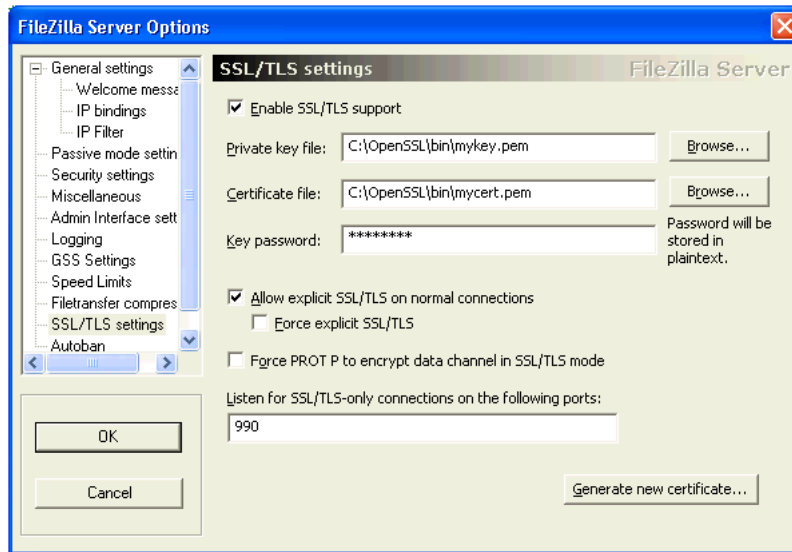 FileZilla Server Options
General settings
Welcome messa
IP bindings
IP Filter
Passive mode settin
Security settings
Miscellaneous
Admin Interface sett
Logging
GSS Settings
Speed Limits
Filetransfer compres
SSL/TLS settings
Autoban
OK
Cancel
SSL/TLS settings
FileZilla Server
Enable SSL/TLS support
Private key file:
C:\OpenSSL\bin\mykey.pem
Browse...
Certificate file:
C:\OpenSSL\bin\mycert.pem
Browse...
Key password:
********
Password will be
stored in
plaintext.
Allow explicit SSL/TLS on normal connections
Force explicit SSL/TLS
Force PROT P to encrypt data channel in SSL/TLS mode
Listen for SSL/TLS-only connections on the following ports:
990
Generate new certificate...